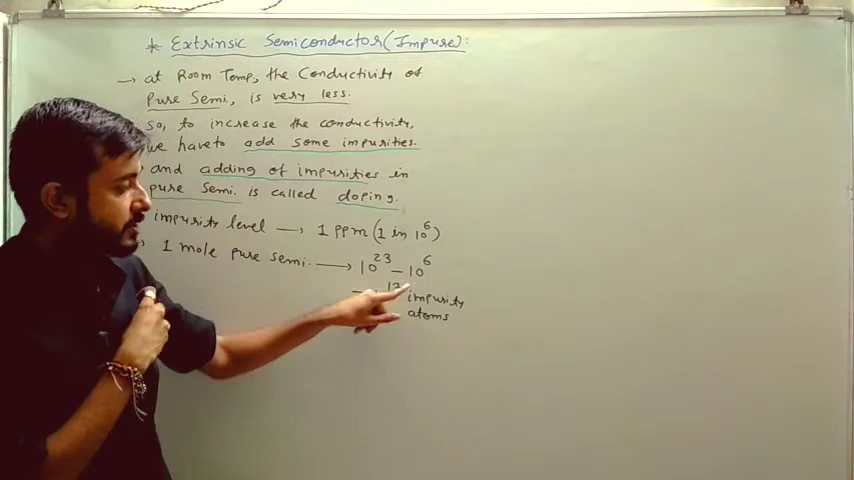 * Extrinsic Semiconductor (Impure):
→ at Room Temp, the Conductivity of
Pure Semi., is very less.
so, to increase the conductivity,
we have to add some impurities.
and adding of impurities in
pure semi. is called doping.
impurity level → 1 ppm (1 in 10⁶)
1 mole pure semi. → 10²³ – 10⁶
impurity
atoms